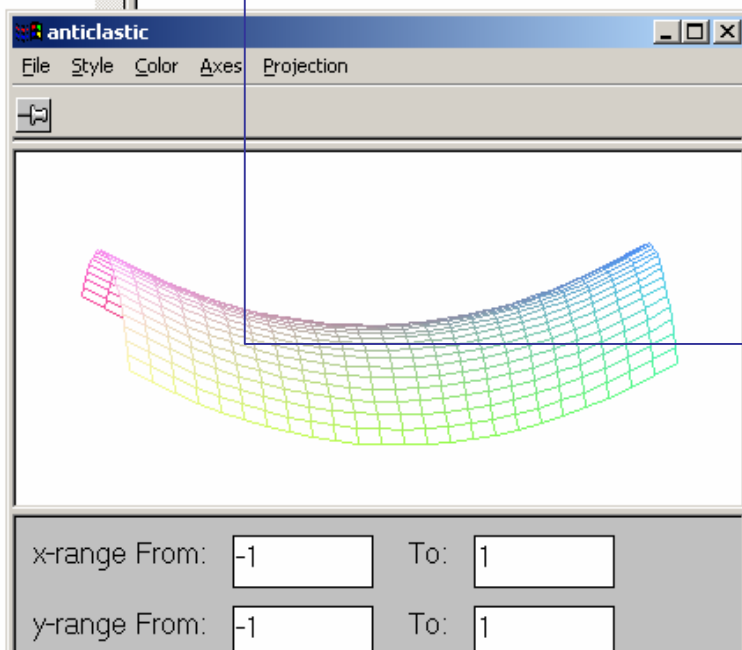 anticlastic
File Style Color Axes Projection
x-range From: -1 To: 1
y-range From: -1 To: 1